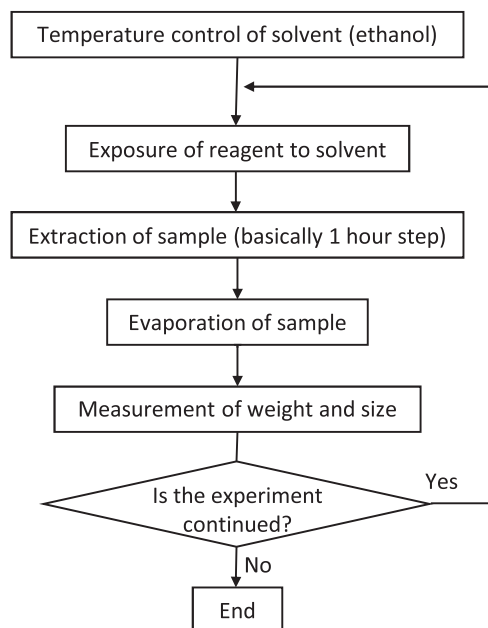 Temperature control of solvent (ethanol)
Exposure of reagent to solvent
Extraction of sample (basically 1 hour step)
Evaporation of sample
Measurement of weight and size
Is the experiment
continued?
Yes
No
End